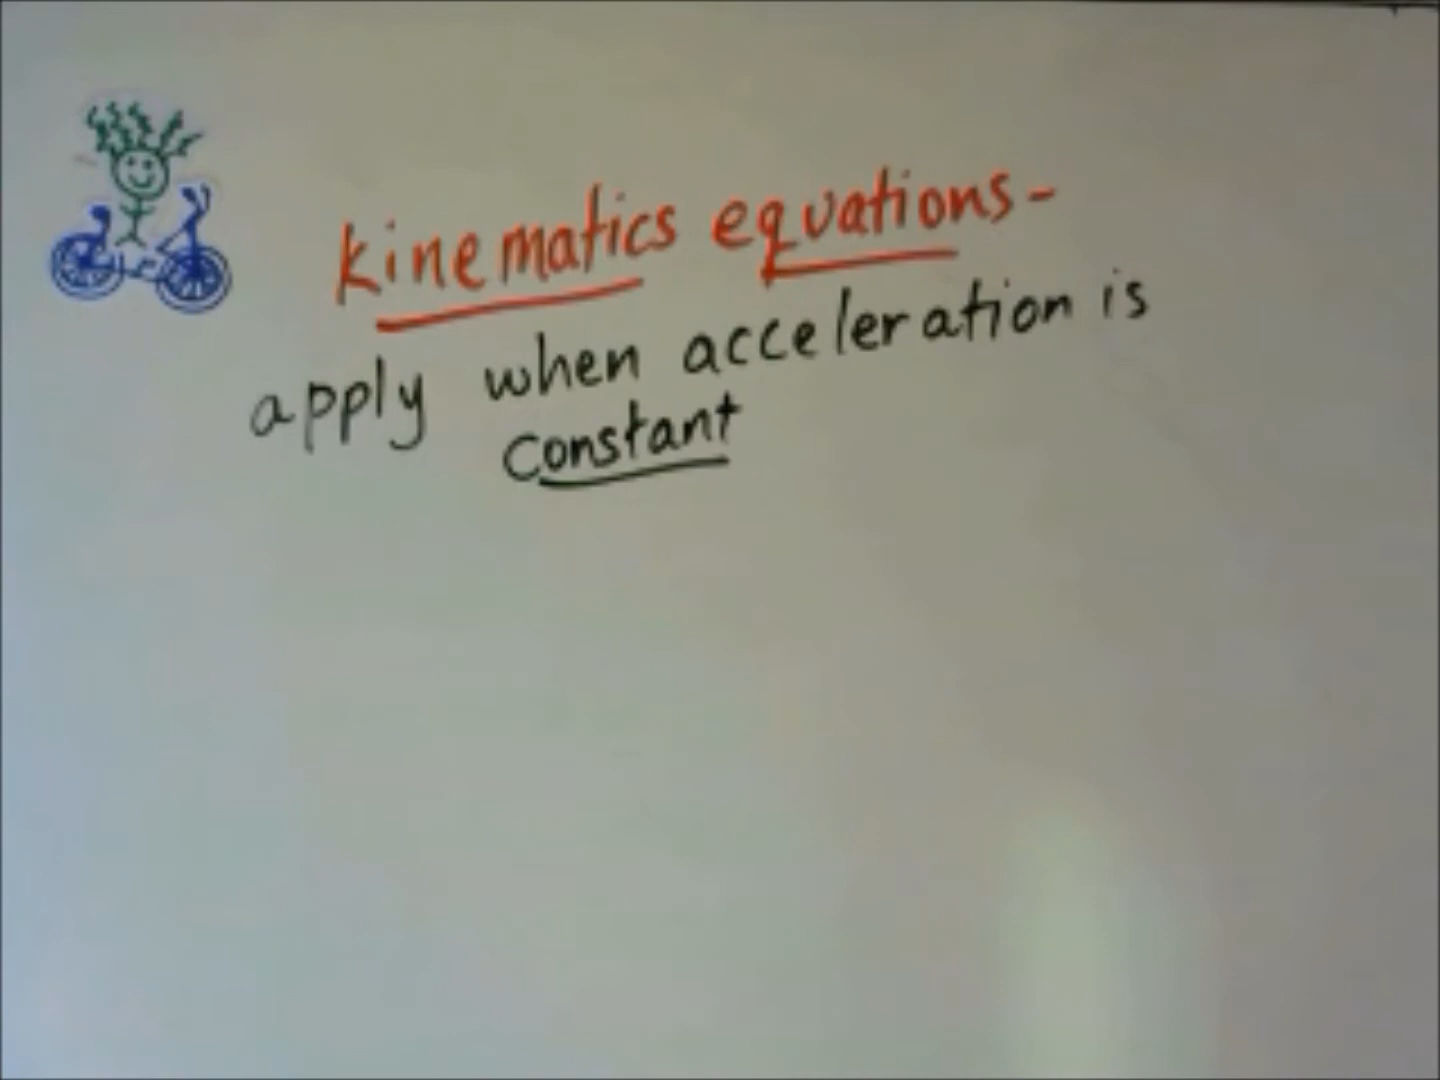 kinematics equations-
apply when acceleration is
constant